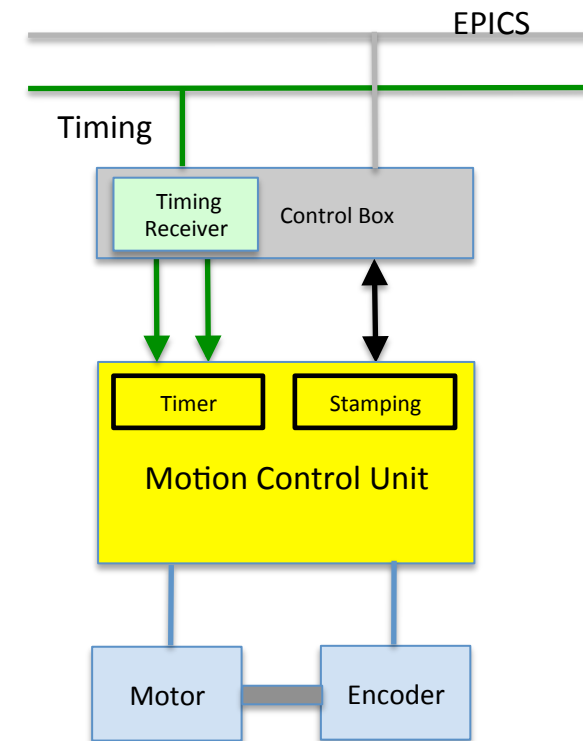 EPICS
Timing
Timing
Receiver
Control Box
Timer
Stamping
Motion Control Unit
Motor
Encoder